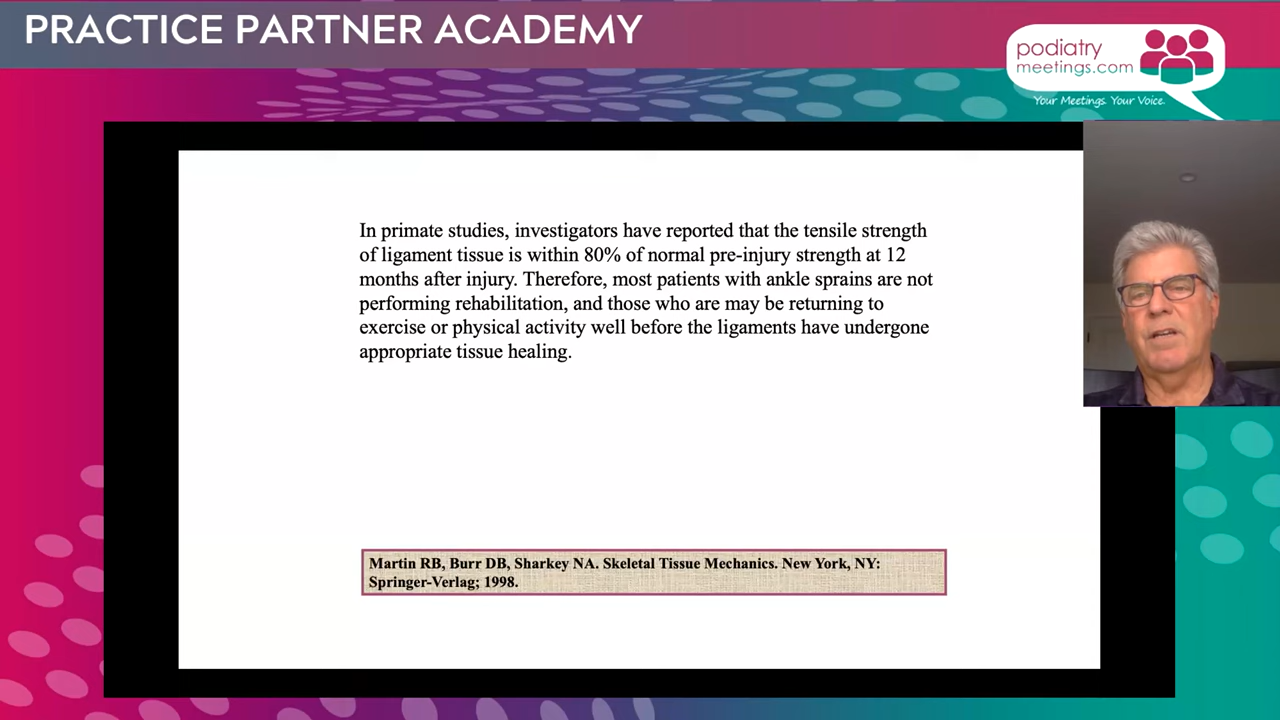 PRACTICE PARTNER ACADEMY
podiatry
meetings.com
Your Meetings. Your Voice.
In primate studies, investigators have reported that the tensile strength
of ligament tissue is within 80% of normal pre-injury strength at 12
months after injury. Therefore, most patients with ankle sprains are not
performing rehabilitation, and those who are may be returning to
exercise or physical activity well before the ligaments have undergone
appropriate tissue healing.
Martin RB, Burr DB, Sharkey NA. Skeletal Tissue Mechanics. New York, NY:
Springer-Verlag; 1998.